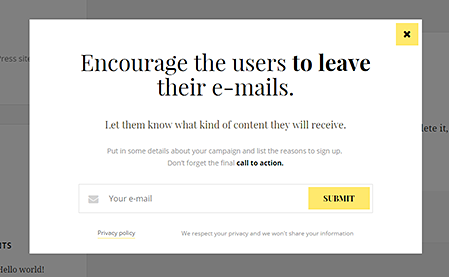 Press site
Encourage the users to leave
their e-mails.
Let them know what kind of content they will receive.
Put in some details about your campaign and list the reasons to sign up.
Don't forget the final call to action.
lete it,
Your e-mail
SUBMIT
Privacy policy
We respect your privacy and we won't share your information
NTS
Hello world!